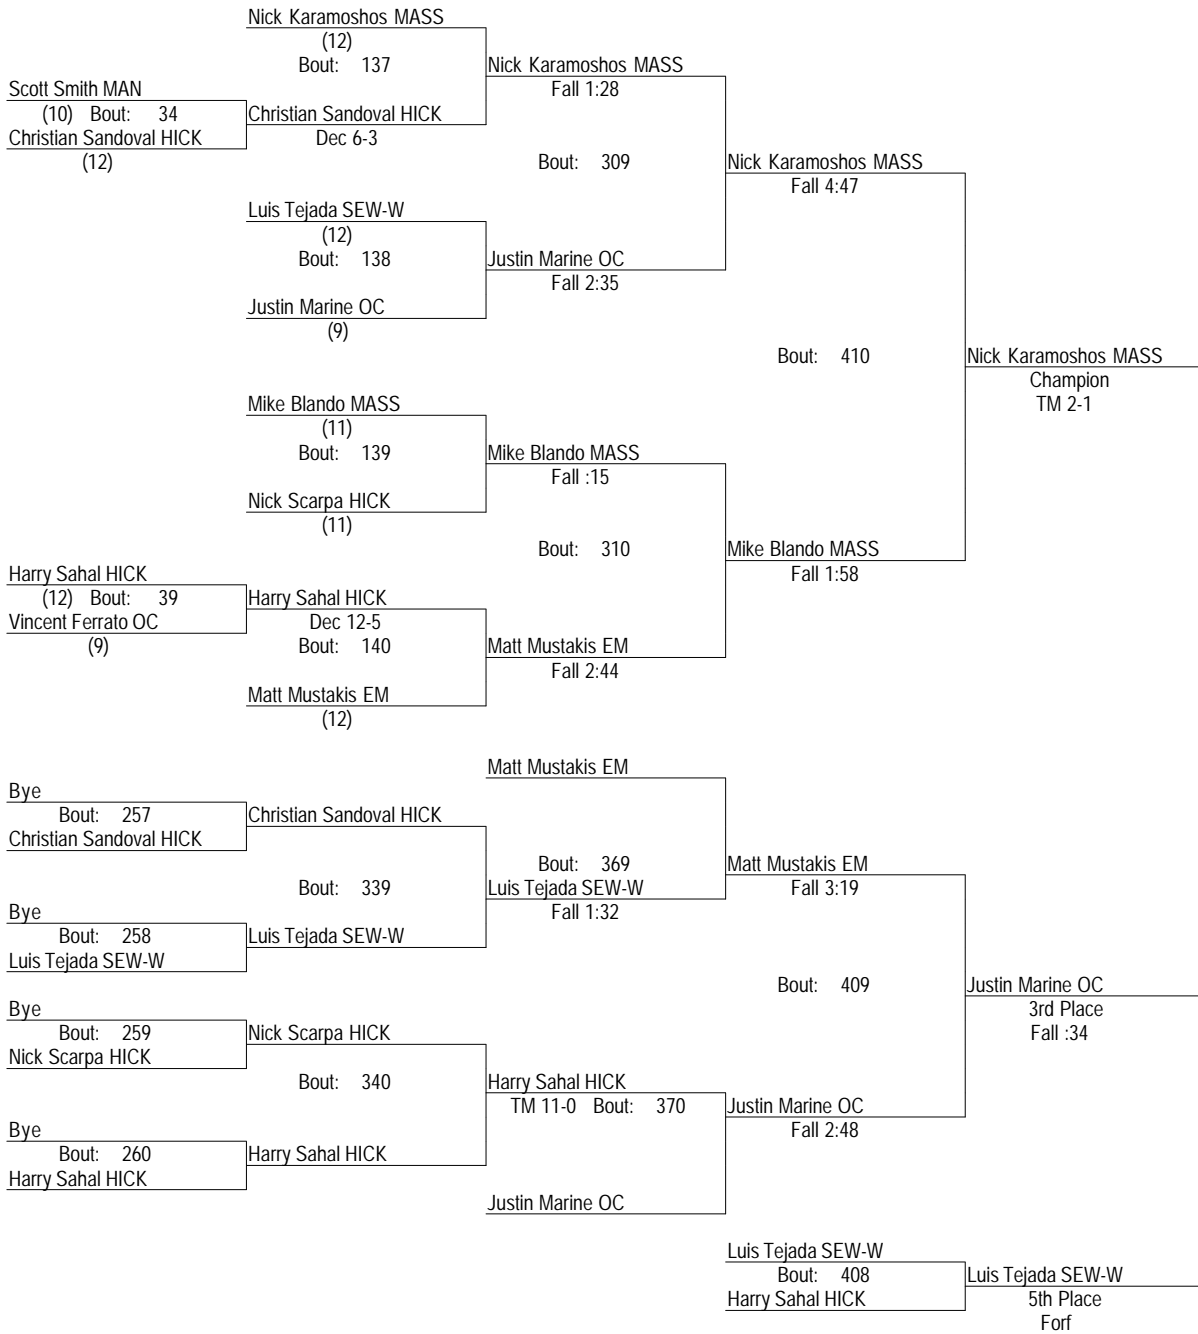 Nick Karamoshos MASS
(12)
Bout: 137
Nick Karamoshos MASS
Fall 1:28
Scott Smith MAN
(10) Bout: 34
Christian Sandoval HICK
(12)
Christian Sandoval HICK
Dec 6-3
Bout: 309
Nick Karamoshos MASS
Fall 4:47
Luis Tejada SEW-W
(12)
Bout: 138
Justin Marine OC
Fall 2:35
Justin Marine OC
(9)
Bout: 410
Nick Karamoshos MASS
Champion
TM 2-1
Mike Blando MASS
(11)
Bout: 139
Mike Blando MASS
Fall :15
Nick Scarpa HICK
(11)
Bout: 310
Mike Blando MASS
Fall 1:58
Harry Sahal HICK
(12) Bout: 39
Vincent Ferrato OC
(9)
Harry Sahal HICK
Dec 12-5
Bout: 140
Matt Mustakis EM
Fall 2:44
Matt Mustakis EM
(12)
Matt Mustakis EM
Bye
Bout: 257
Christian Sandoval HICK
Christian Sandoval HICK
Bout: 339
Bout: 369
Luis Tejada SEW-W
Fall 1:32
Matt Mustakis EM
Fall 3:19
Bye
Bout: 258
Luis Tejada SEW-W
Luis Tejada SEW-W
Bout: 409
Justin Marine OC
3rd Place
Fall :34
Bye
Bout: 259
Nick Scarpa HICK
Nick Scarpa HICK
Bout: 340
Harry Sahal HICK
TM 11-0 Bout: 370
Justin Marine OC
Fall 2:48
Bye
Bout: 260
Harry Sahal HICK
Harry Sahal HICK
Justin Marine OC
Luis Tejada SEW-W
Bout: 408
Harry Sahal HICK
Luis Tejada SEW-W
5th Place
Forf